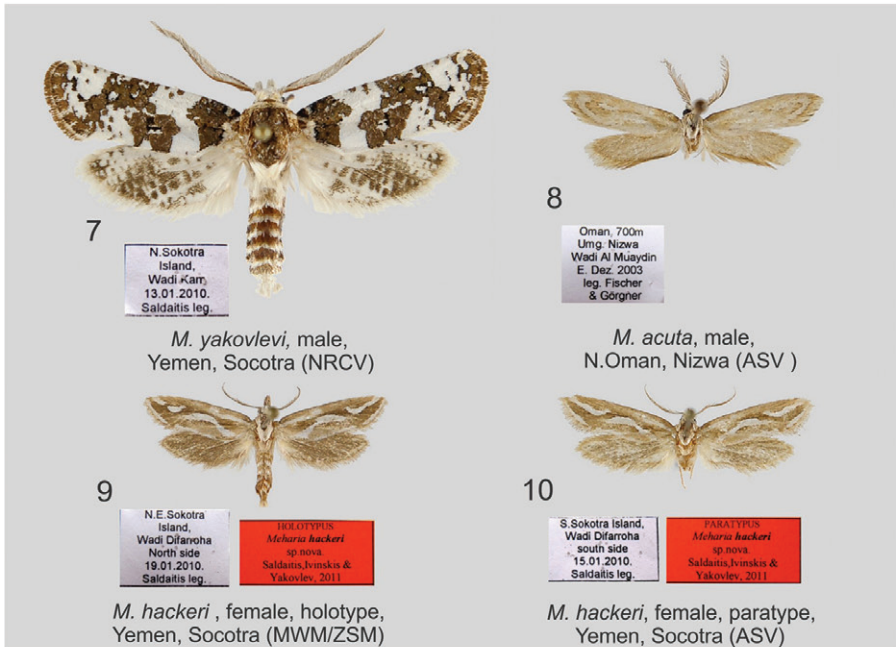 7
N.Sokotra
Island,
Wadi Kam
13.01.2010.
Saldaitis leg.
M. yakovlevi, male,
Yemen, Socotra (NRCV)
8
Oman, 700m
Umg. Nizwa
Wadi Al Muaydin
E. Dez. 2003
leg. Fischer
& Görgner
M. acuta, male,
N.Oman, Nizwa (ASV )
9
N.E.Sokotra
Island,
Wadi Difarroha
North side
19.01.2010.
Saldaitis leg.
HOLOTYPUS
Meharia hackeri
sp.nova.
Saldaitis,Ivinskis &
Yakovlev, 2011
M. hackeri , female, holotype,
Yemen, Socotra (MWM/ZSM)
10
S.Sokotra Island,
Wadi Difarroha
south side
15.01.2010.
Saldaitis leg.
PARATYPUS
Meharia hackeri
sp.nova.
Saldaitis,Ivinskis &
Yakovlev, 2011
M. hackeri, female, paratype,
Yemen, Socotra (ASV)